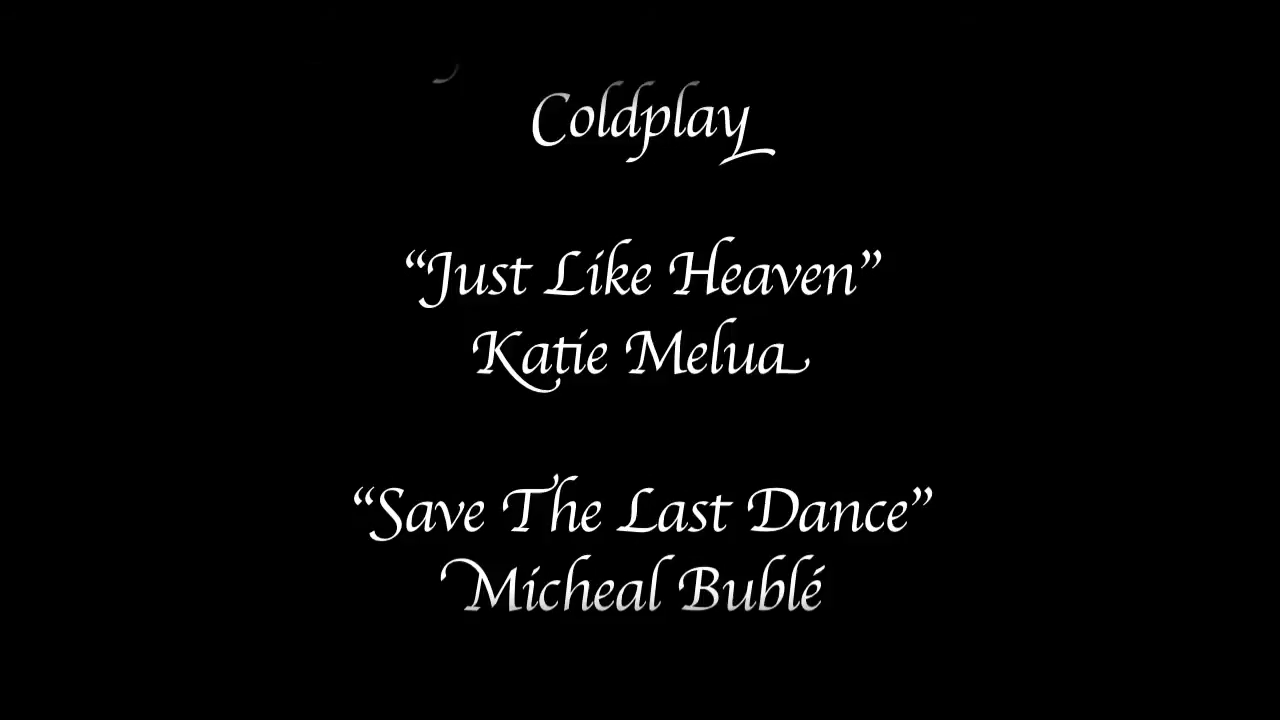 Coldplay
“Just Like Heaven”
Katie Melua
“Save The Last Dance”
Micheal Bublé